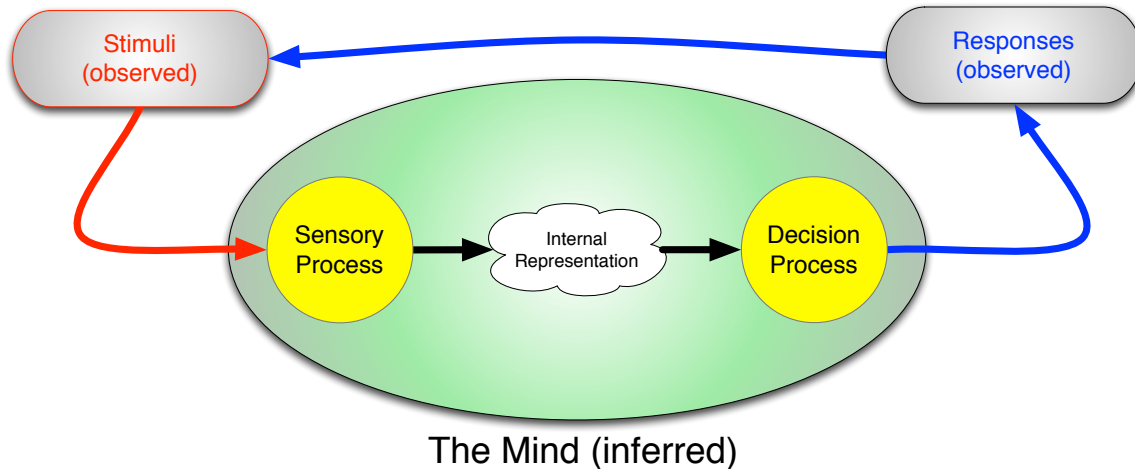 Stimuli
(observed)
Responses
(observed)
Sensory
Process
Internal
Representation
Decision
Process
The Mind (inferred)